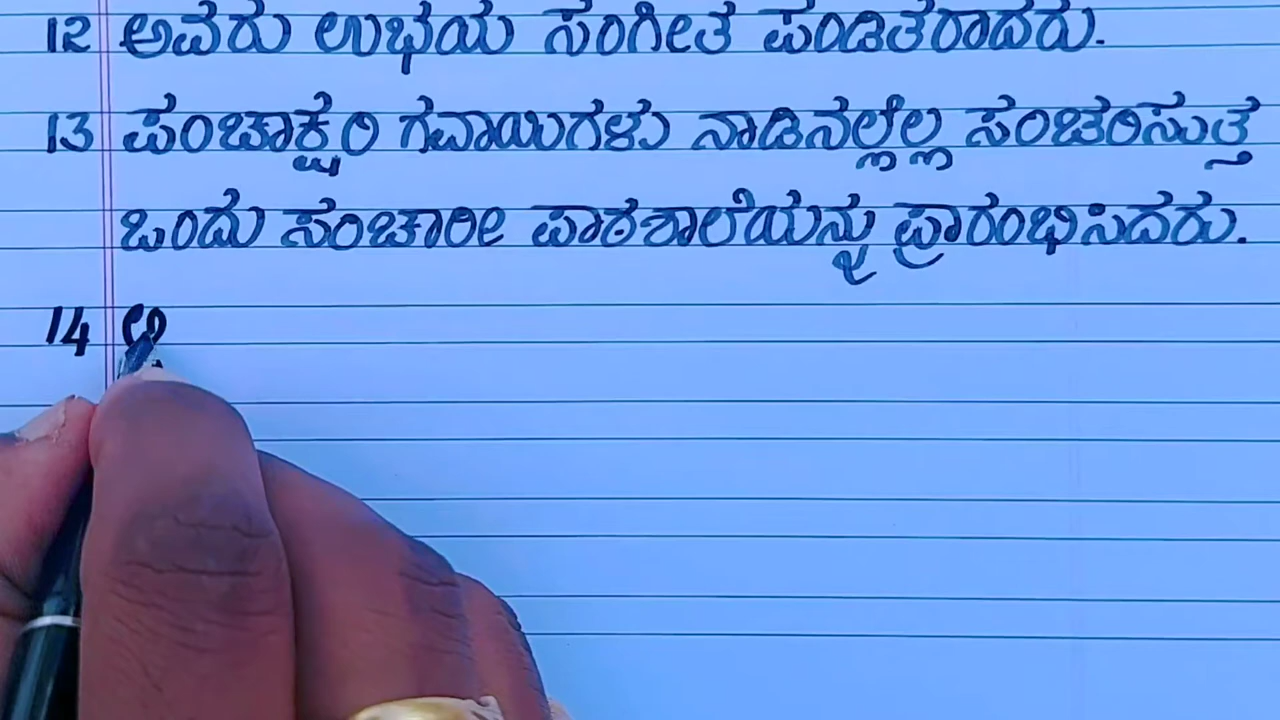 12 ಅವರು ಉಭಯ ಸಂಗೀತ ಪಂಡಿತರಾದರು.
13 ಪಂಚಾಕ್ಷರಿ ಗವಾಯಿಗಳು ನಾಡಿನಲ್ಲೆಲ್ಲ ಸಂಚರಿಸುತ್ತ
ಒಂದು ಸಂಚಾರೀ ಪಾಠಶಾಲೆಯನ್ನು ಪ್ರಾರಂಭಿಸಿದರು.
14 ಅ